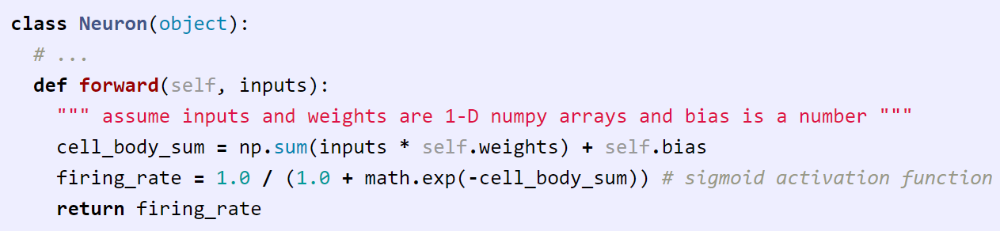 class Neuron(object):
  # ...
  def forward(self, inputs):
    """ assume inputs and weights are 1-D numpy arrays and bias is a number """
    cell_body_sum = np.sum(inputs * self.weights) + self.bias
    firing_rate = 1.0 / (1.0 + math.exp(-cell_body_sum)) # sigmoid activation function
    return firing_rate